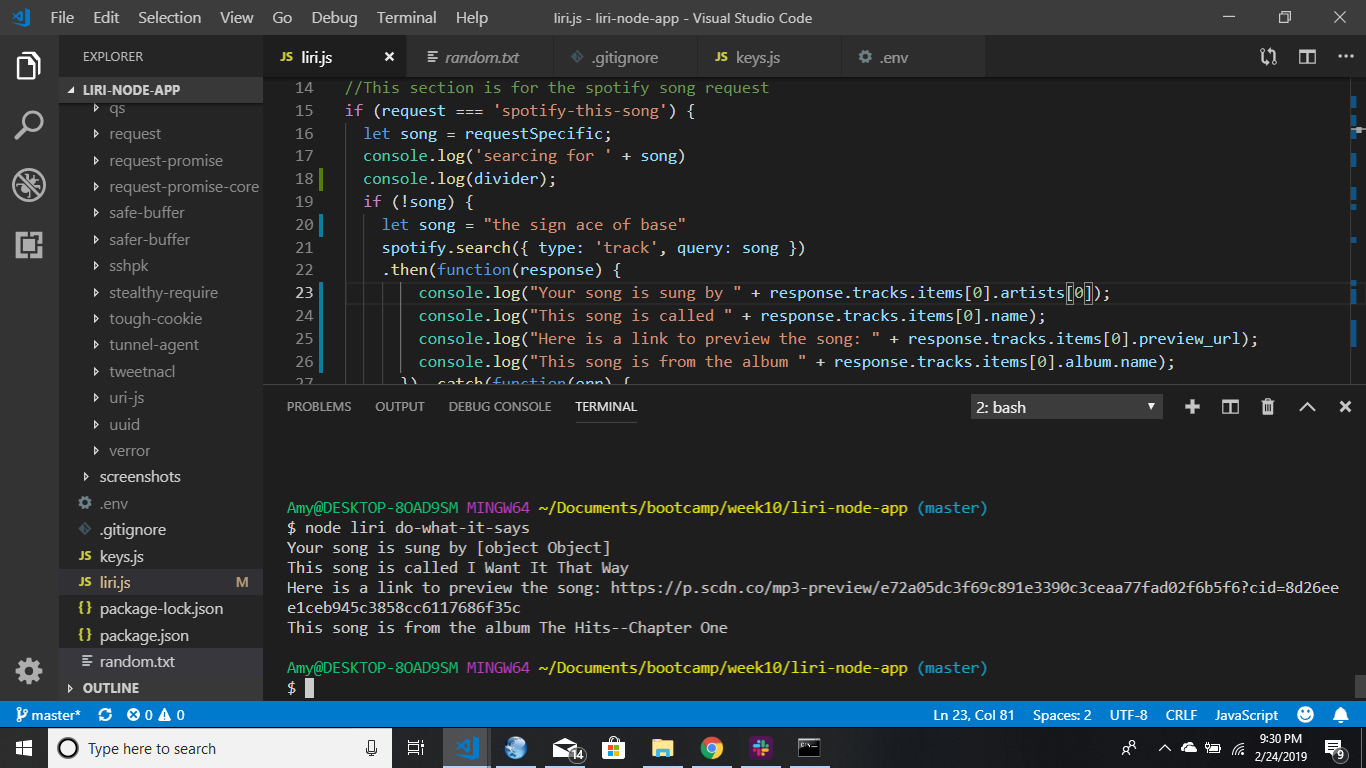 File Edit Selection View Go Debug Terminal Help
liri.js - liri-node-app - Visual Studio Code
EXPLORER
JS liri.js
random.txt
.gitignore
JS keys.js
.env
LIRI-NODE-APP
qs
request
request-promise
request-promise-core
safe-buffer
safer-buffer
sshpk
stealthy-require
tough-cookie
tunnel-agent
tweetnacl
uri-js
uuid
verror
screenshots
.env
.gitignore
JS keys.js
JS liri.js M
{} package-lock.json
{} package.json
random.txt
OUTLINE
14 //This section is for the spotify song request
15 if (request === 'spotify-this-song') {
16 let song = requestSpecific;
17 console.log('searcing for ' + song)
18 console.log(divider);
19 if (!song) {
20 let song = "the sign ace of base"
21 spotify.search({ type: 'track', query: song })
22 .then(function(response) {
23 console.log("Your song is sung by " + response.tracks.items[0].artists[0]);
24 console.log("This song is called " + response.tracks.items[0].name);
25 console.log("Here is a link to preview the song: " + response.tracks.items[0].preview_url);
26 console.log("This song is from the album " + response.tracks.items[0].album.name);
27 }) .catch(function(err) {
PROBLEMS OUTPUT DEBUG CONSOLE TERMINAL
2: bash
Amy@DESKTOP-8OAD9SM MINGW64 ~/Documents/bootcamp/week10/liri-node-app (master)
$ node liri do-what-it-says
Your song is sung by [object Object]
This song is called I Want It That Way
Here is a link to preview the song: https://p.scdn.co/mp3-preview/e72a05dc3f69c891e3390c3ceaa77fad02f6b5f6?cid=8d26ee
e1ceb945c3858cc6117686f35c
This song is from the album The Hits--Chapter One
Amy@DESKTOP-8OAD9SM MINGW64 ~/Documents/bootcamp/week10/liri-node-app (master)
$
master* 0 0
Ln 23, Col 81 Spaces: 2 UTF-8 CRLF JavaScript
Type here to search
14
9:30 PM
2/24/2019
9